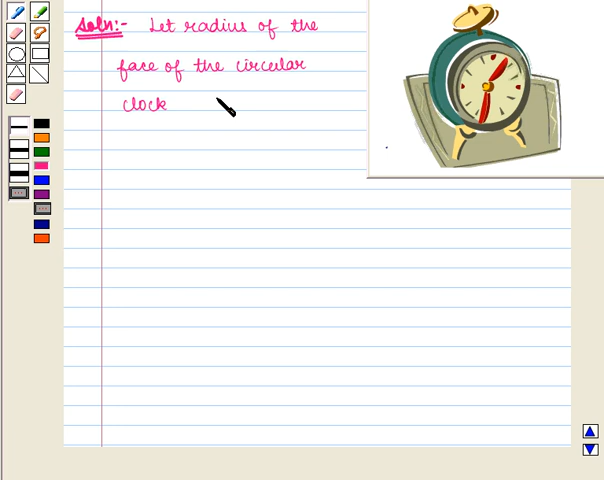 Soln:- Let radius of the
face of the circular
clock